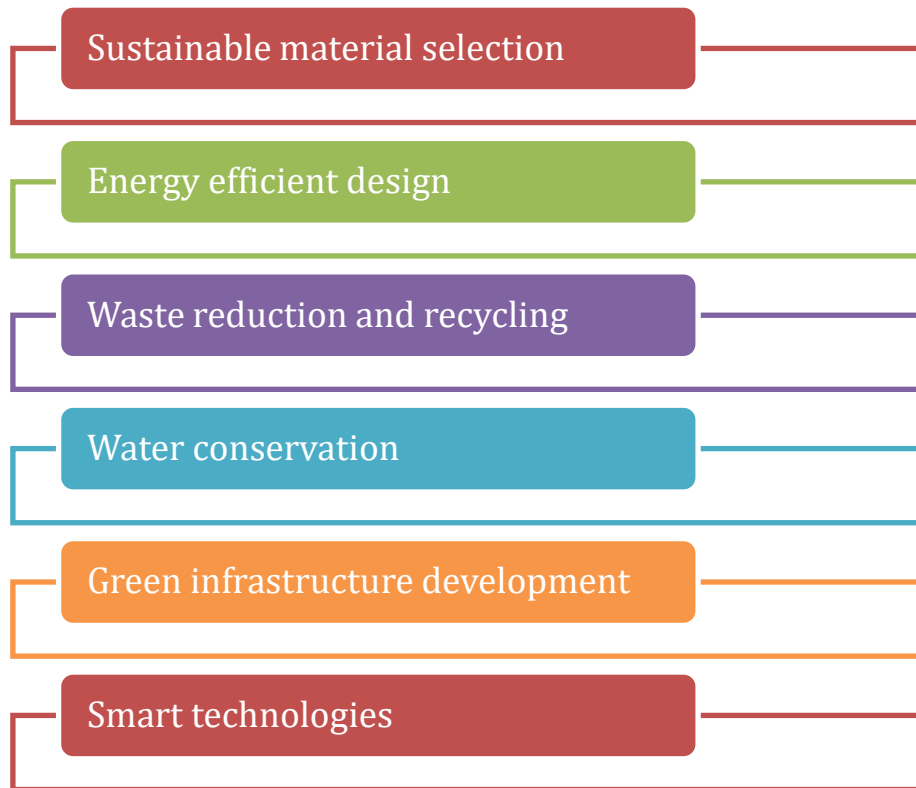 Sustainable material selection
Energy efficient design
Waste reduction and recycling
Water conservation
Green infrastructure development
Smart technologies